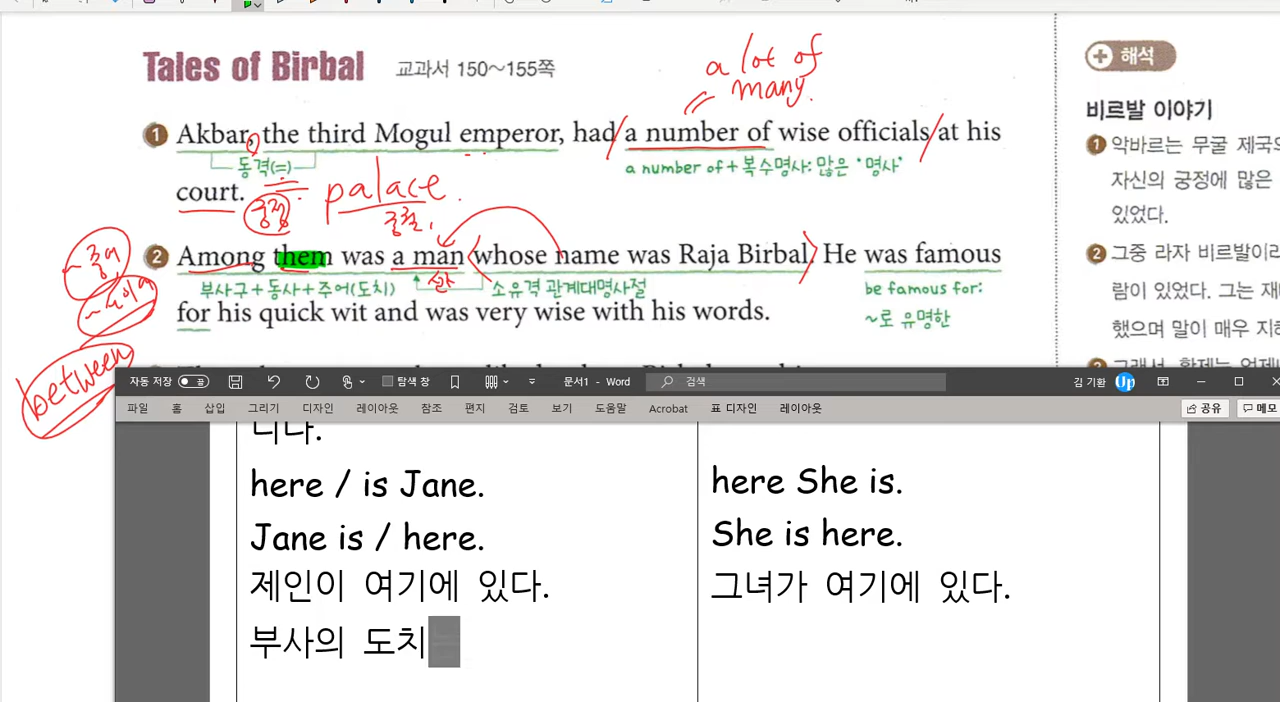 Tales of Birbal 교과서 150~155쪽
a lot of
many.
1 Akbar, the third Mogul emperor, had / a number of wise officials / at his
동격(=)
a number of + 복수명사: 많은 '명사'
court. = palace.
궁정
궁궐,
2 Among them was a man <whose name was Raja Birbal> He was famous
~중에
~사이에
between
부사구+동사+주어(도치)
소유격 관계대명사절
be famous for:
for his quick wit and was very wise with his words.
~로 유명한
+ 해석
비르발 이야기
1 악바르는 무굴 제국의
자신의 궁정에 많은
있었다.
2 그중 라자 비르발이라
람이 있었다. 그는 재
했으며 말이 매우 지혜
자동 저장 끔
탐색 창
문서1 - Word
검색
김 기환
Up
파일 홈 삽입 그리기 디자인 레이아웃 참조 편지 검토 보기 도움말 Acrobat 표 디자인 레이아웃
공유 메모
니다.
here / is Jane.
Jane is / here.
제인이 여기에 있다.
부사의 도치
here She is.
She is here.
그녀가 여기에 있다.